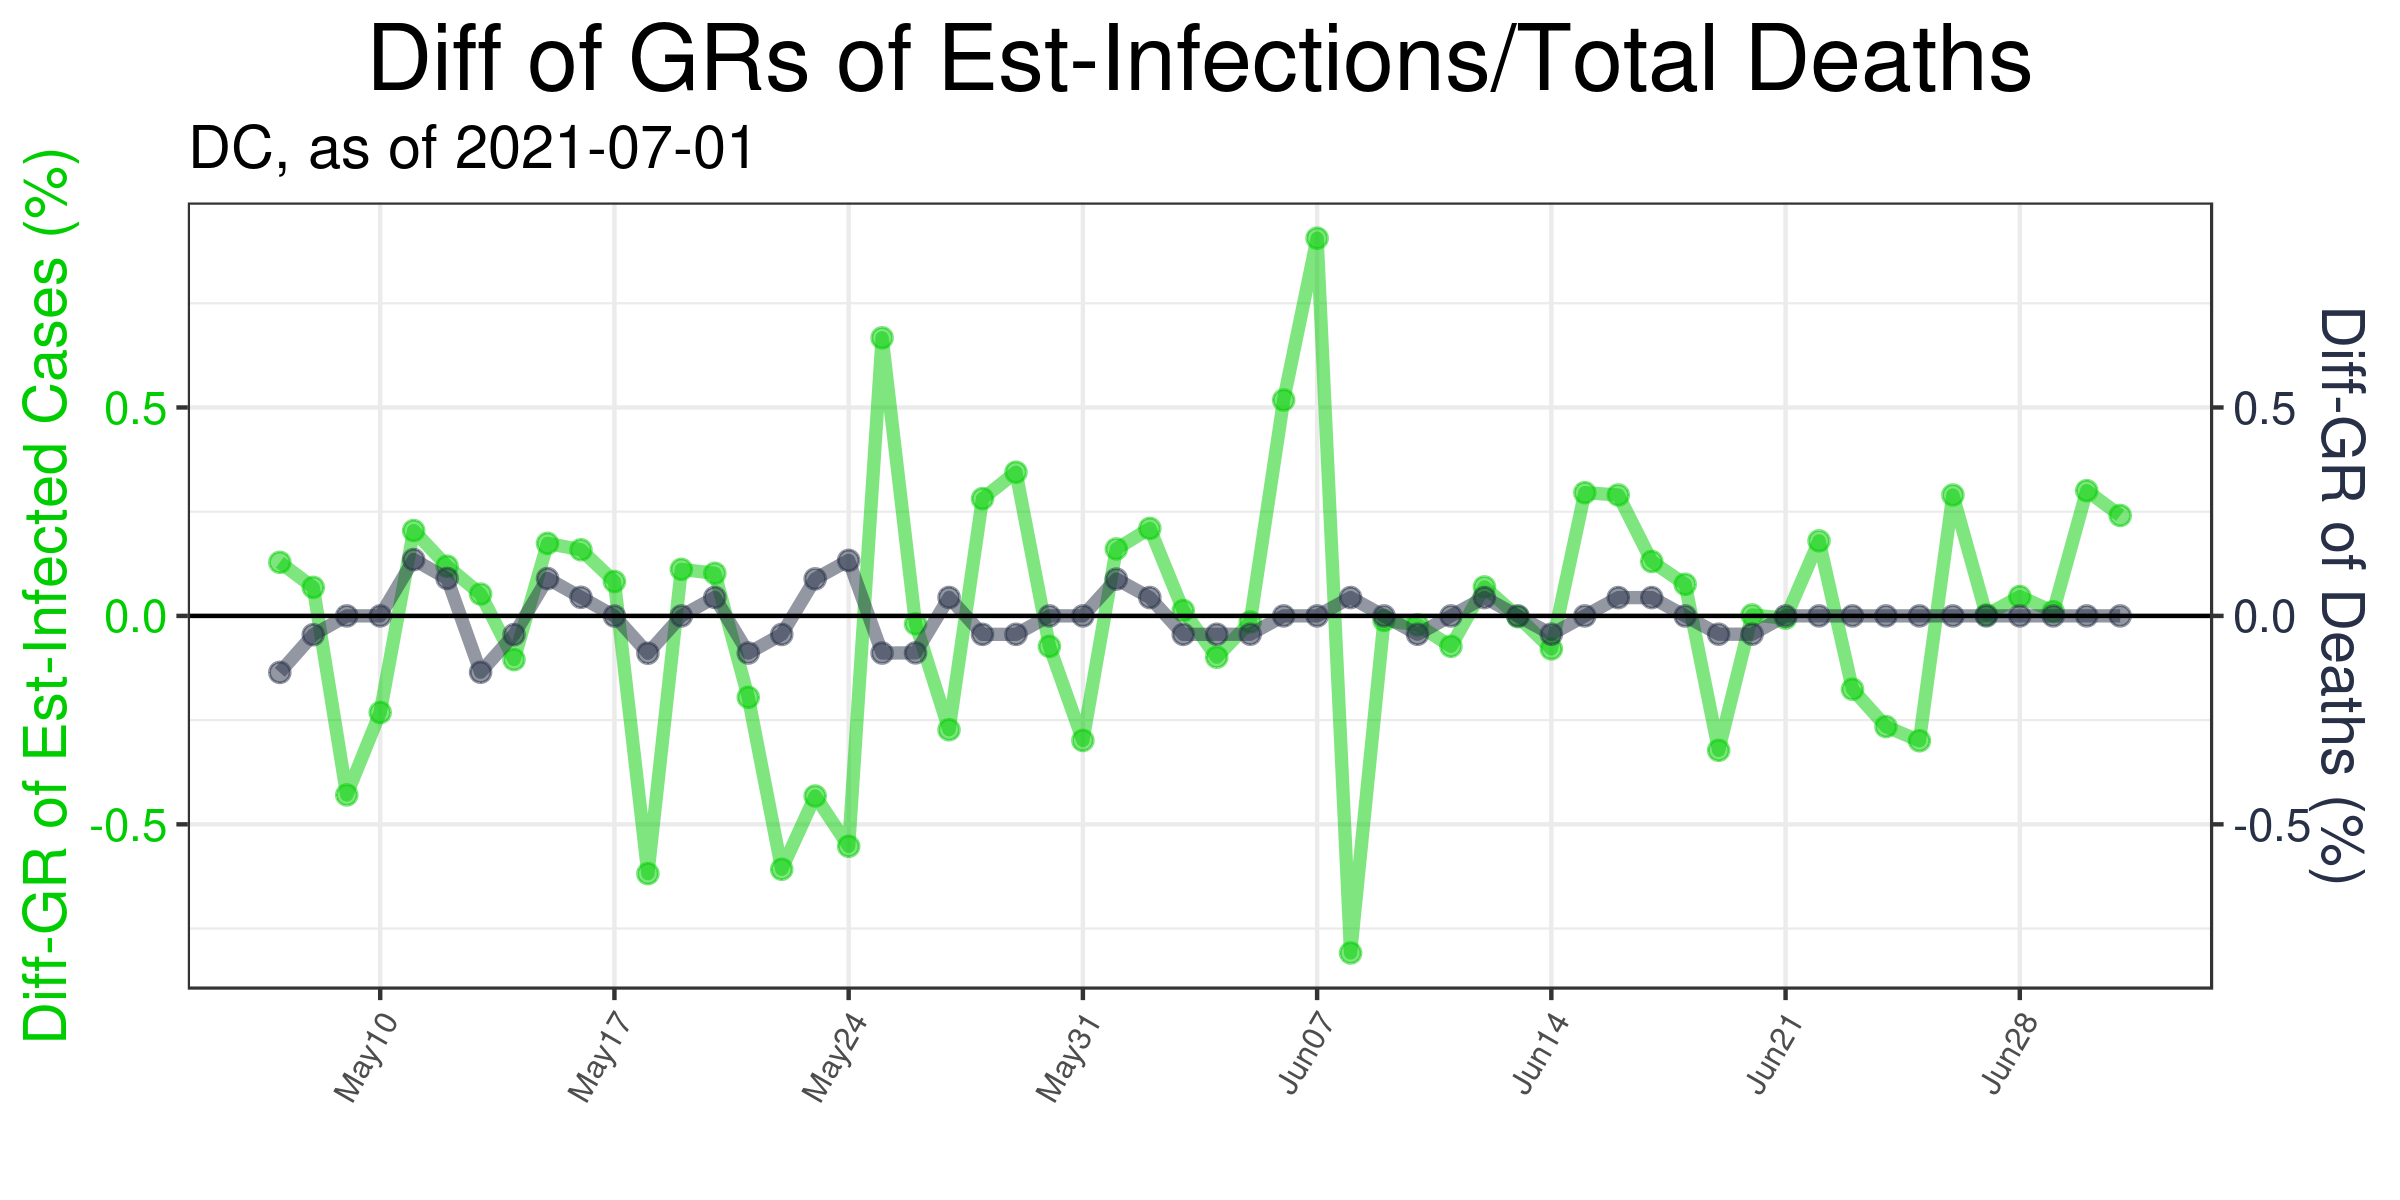 Diff of GRs of Est-Infections/Total Deaths
DC, as of 2021-07-01
Diff-GR of Est-Infected Cases (%)
0.5
0.0
-0.5
0.5
0.0
-0.5
Diff-GR of Deaths (%)
May10
May17
May24
May31
Jun07
Jun14
Jun21
Jun28